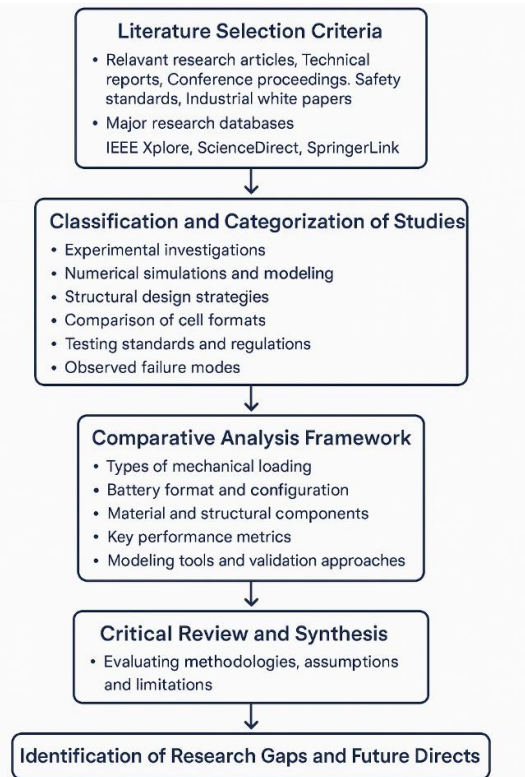 Literature Selection Criteria
• Relavant research articles, Technical
reports, Conference proceedings. Safety
standards, Industrial white papers
• Major research databases
IEEE Xplore, ScienceDirect, SpringerLink
Classification and Categorization of Studies
• Experimental investigations
• Numerical simulations and modeling
• Structural design strategies
• Comparison of cell formats
• Testing standards and regulations
• Observed failure modes
Comparative Analysis Framework
• Types of mechanical loading
• Battery format and configuration
• Material and structural components
• Key performance metrics
• Modeling tools and validation approaches
Critical Review and Synthesis
• Evaluating methodologies, assumptions
and limitations
Identification of Research Gaps and Future Directs